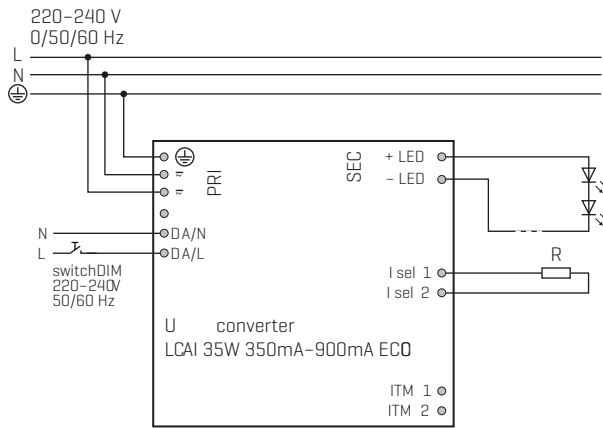 220–240 V
0/50/60 Hz
L
N
PRI
SEC
+ LED
– LED
N
DA/N
L
DA/L
switchDIM
220–240V
50/60 Hz
I sel 1
I sel 2
R
U converter
LCAI 35W 350mA–900mA ECO
ITM 1
ITM 2